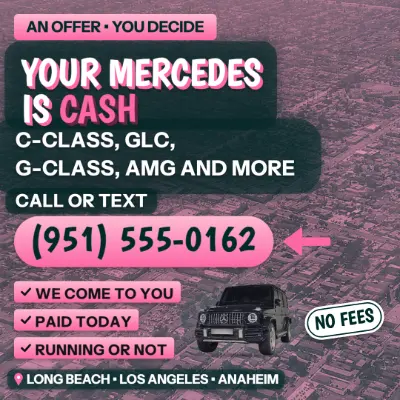 AN OFFER • YOU DECIDE
YOUR MERCEDES
IS CASH
C-CLASS, GLC,
G-CLASS, AMG AND MORE
CALL OR TEXT
(951) 555-0162
WE COME TO YOU
PAID TODAY
RUNNING OR NOT
NO FEES
LONG BEACH • LOS ANGELES • ANAHEIM